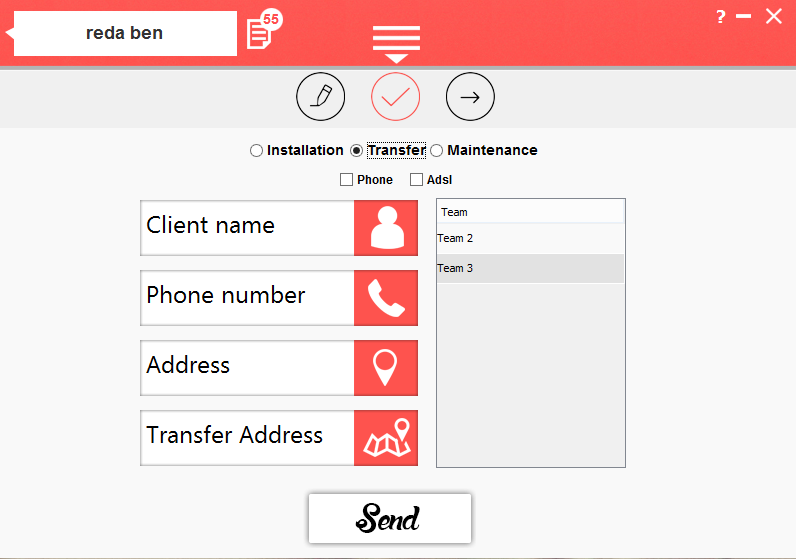 reda ben
55
?
Installation Transfer Maintenance
Phone Adsl
Client name
Phone number
Address
Transfer Address
Team
Team 2
Team 3
Send